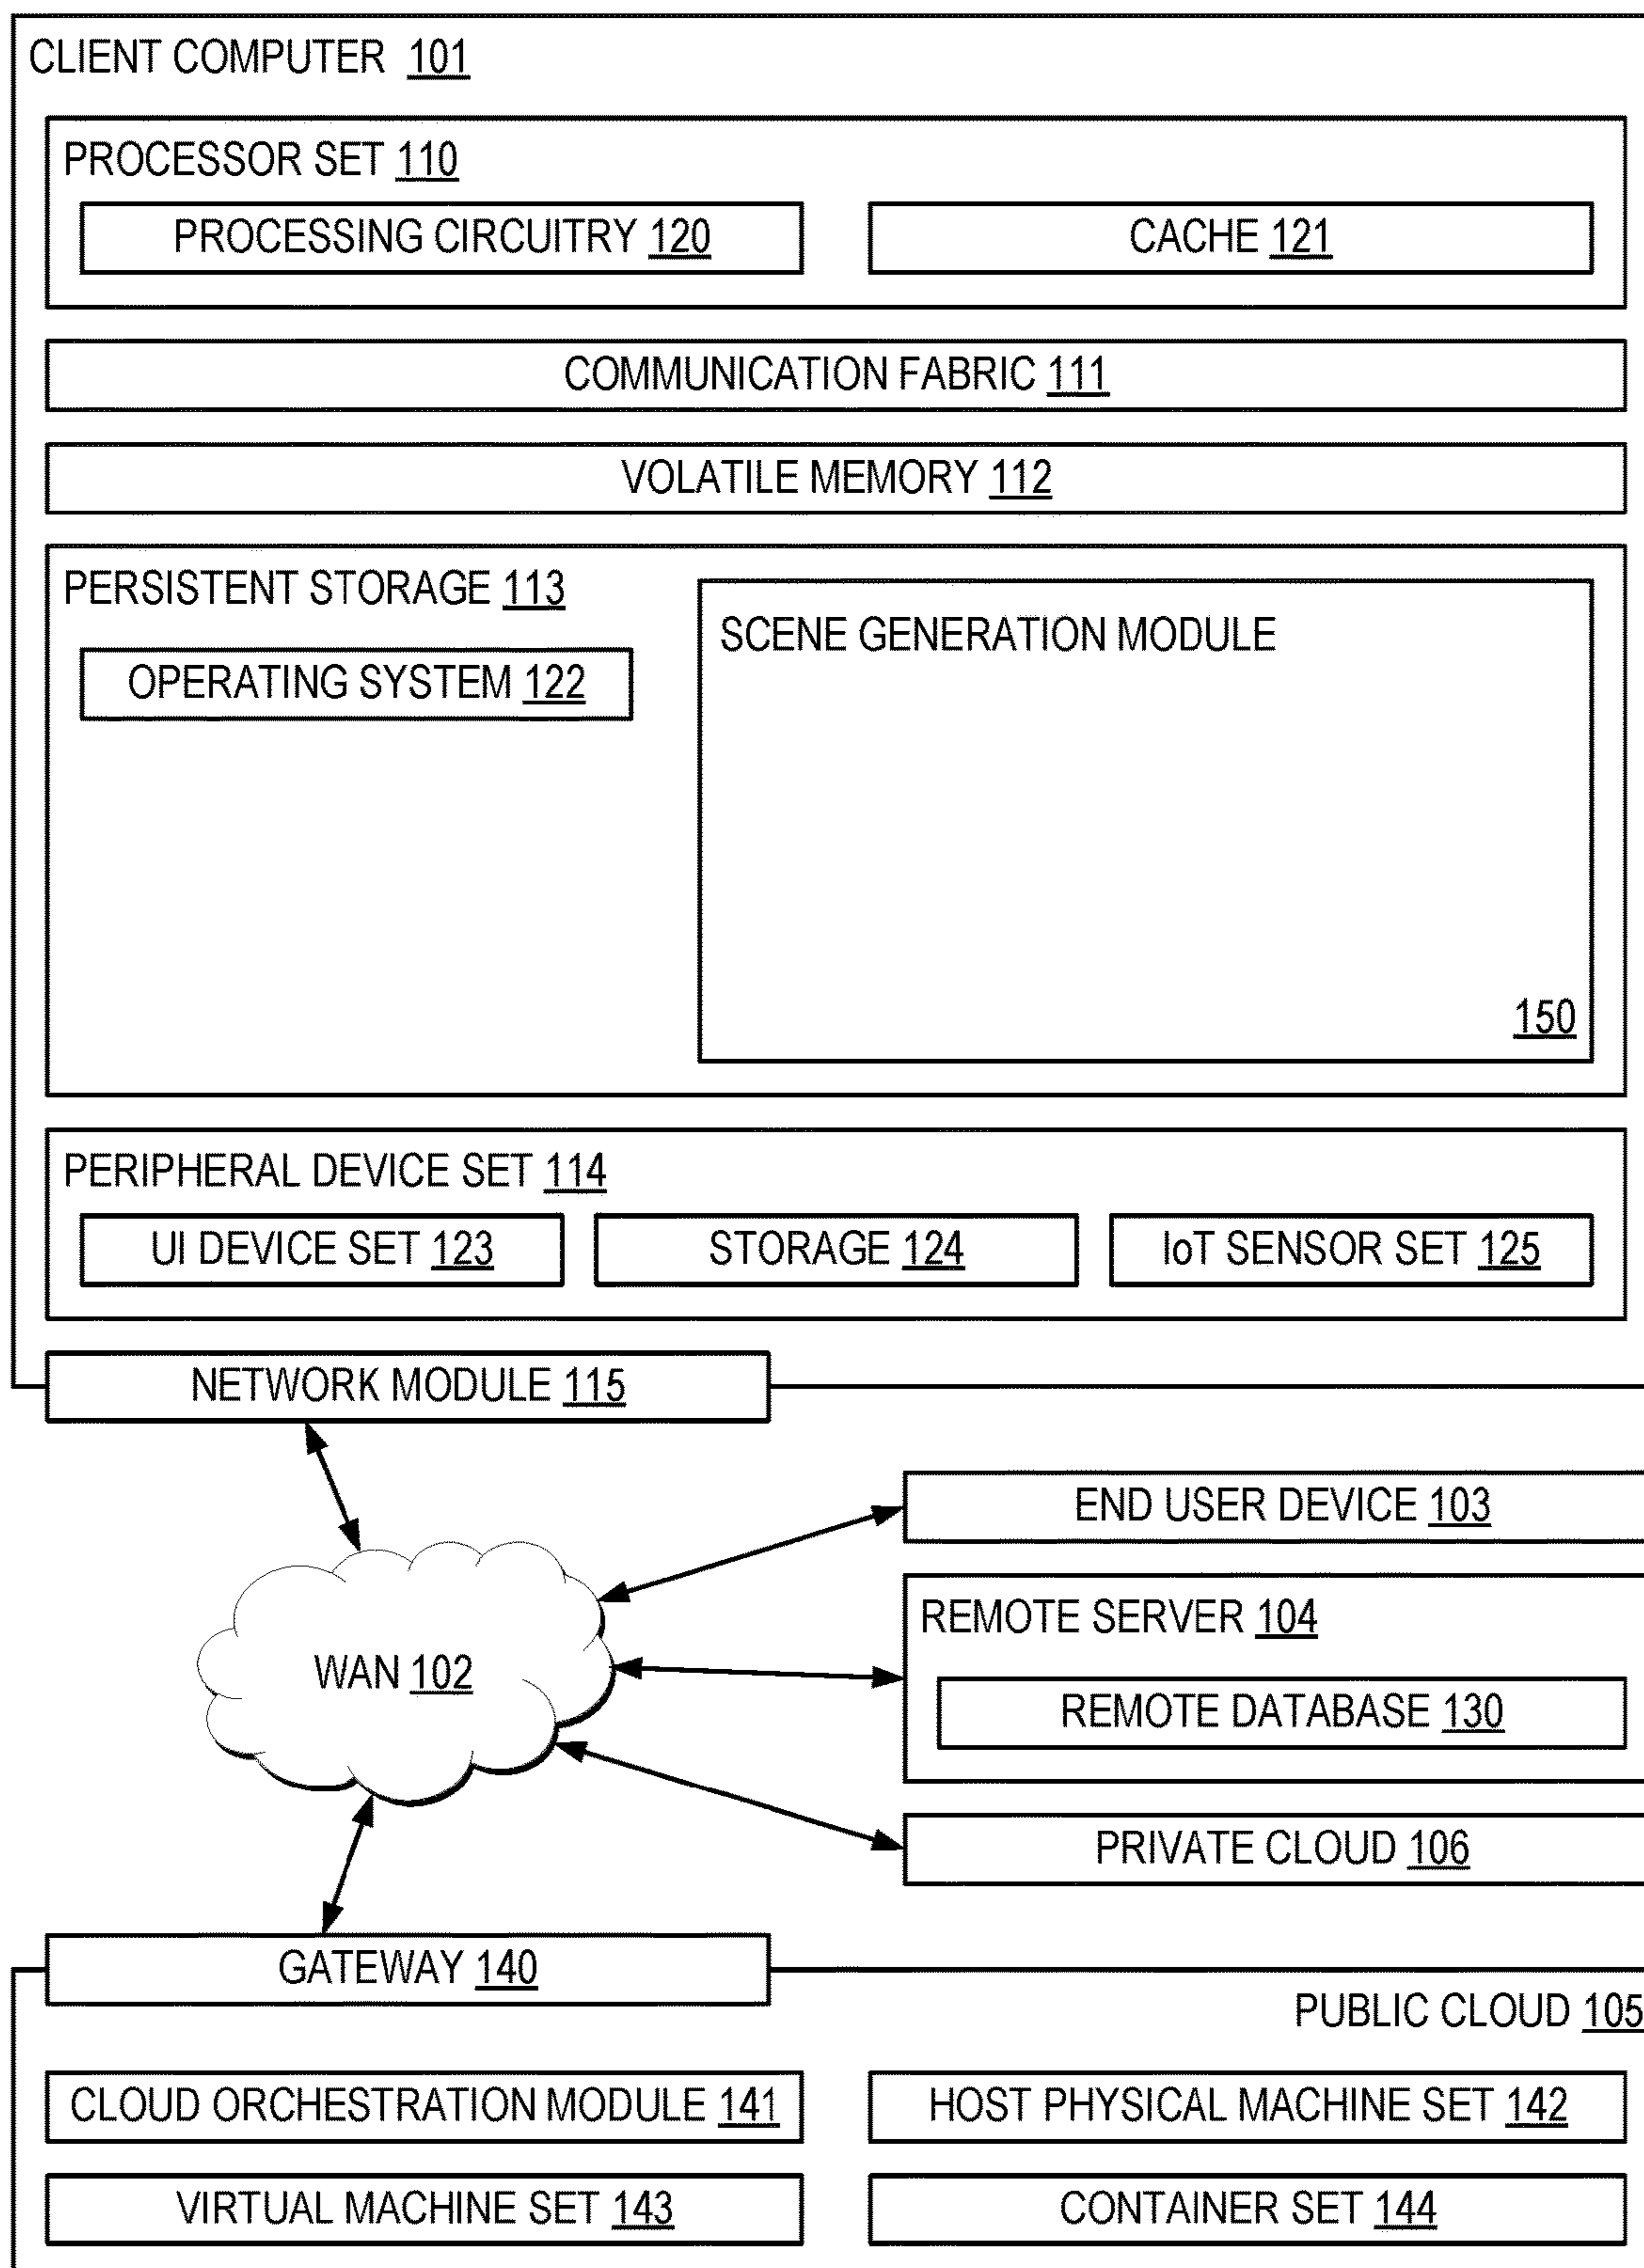 CLIENT COMPUTER 101
PROCESSOR SET 110
PROCESSING CIRCUITRY 120
CACHE 121
COMMUNICATION FABRIC 111
VOLATILE MEMORY 112
PERSISTENT STORAGE 113
OPERATING SYSTEM 122
SCENE GENERATION MODULE
150
PERIPHERAL DEVICE SET 114
UI DEVICE SET 123
STORAGE 124
IoT SENSOR SET 125
NETWORK MODULE 115
END USER DEVICE 103
REMOTE SERVER 104
WAN 102
REMOTE DATABASE 130
PRIVATE CLOUD 106
GATEWAY 140
PUBLIC CLOUD 105
CLOUD ORCHESTRATION MODULE 141
HOST PHYSICAL MACHINE SET 142
VIRTUAL MACHINE SET 143
CONTAINER SET 144